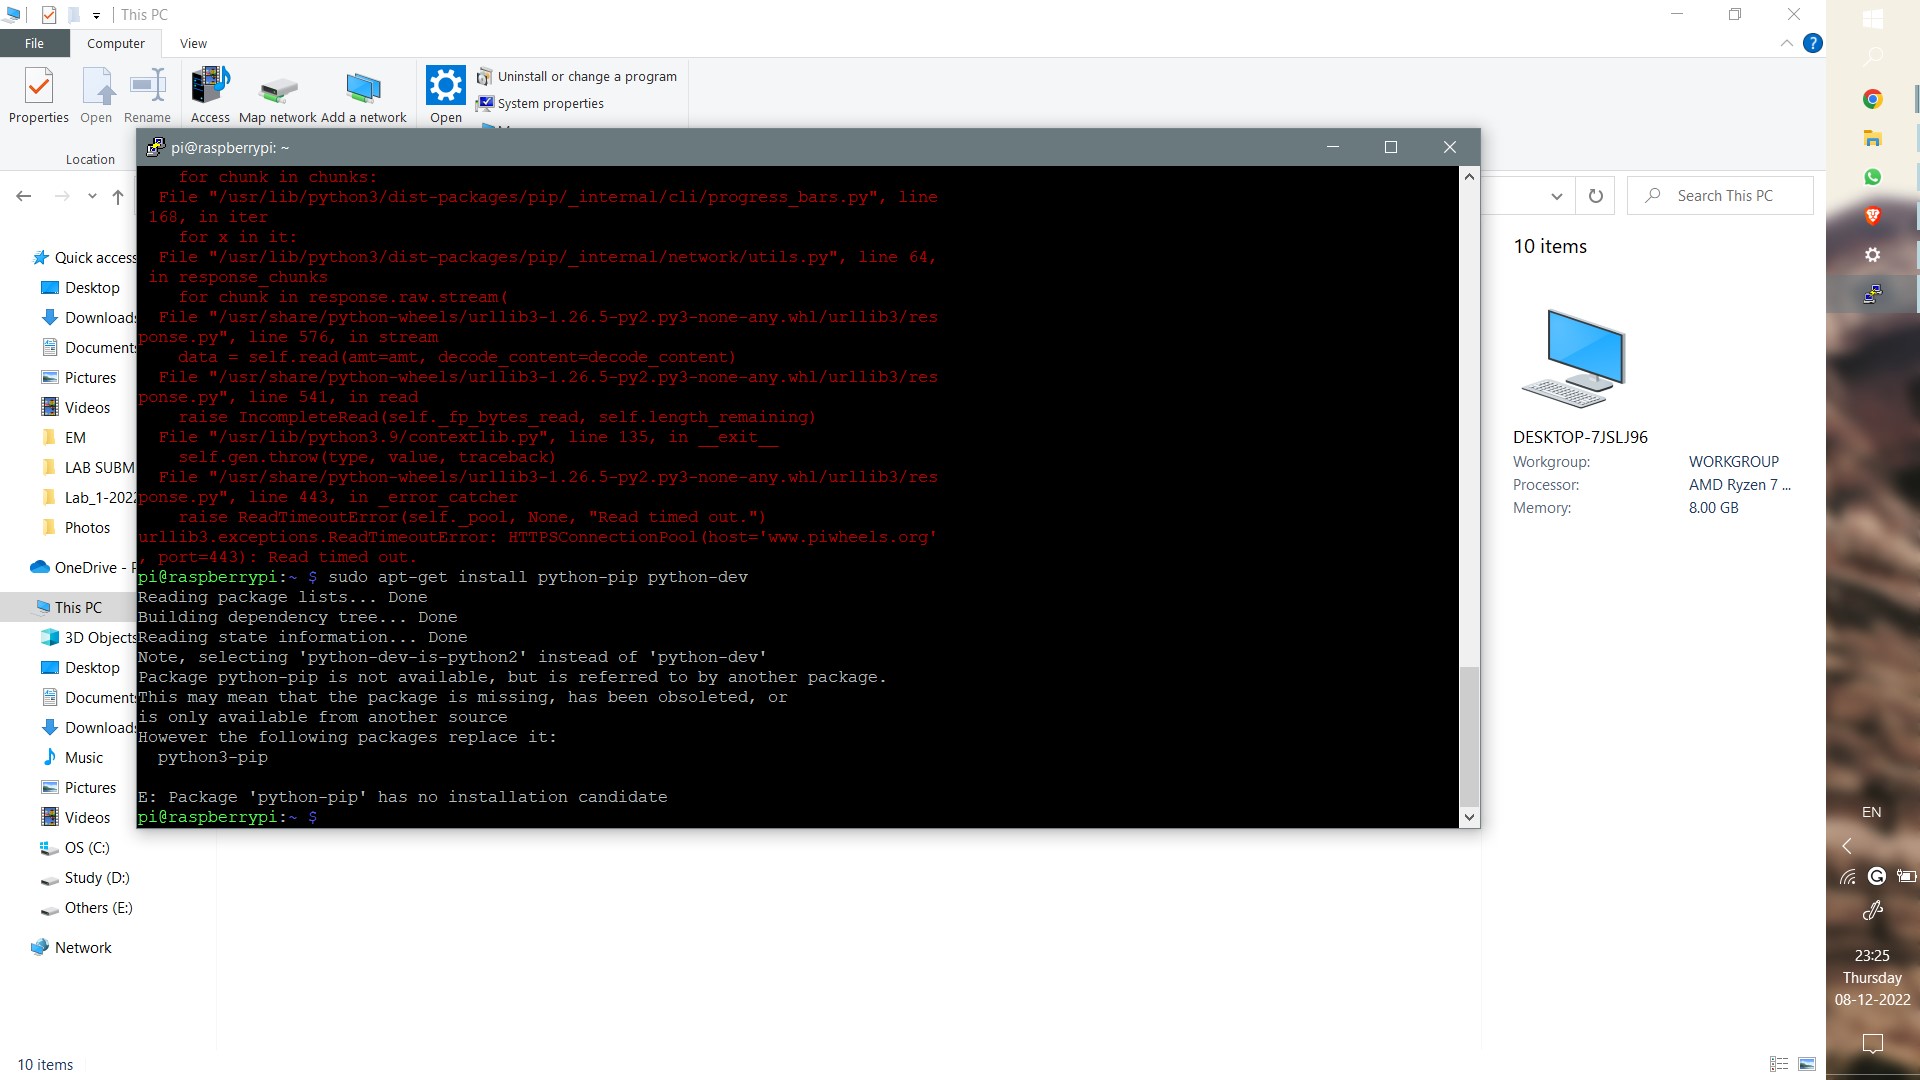 This PC
File
Computer
View
Properties
Open
Rename
Access
Map network
Add a network
Open
Uninstall or change a program
System properties
Location
pi@raspberrypi: ~
Search This PC
Quick access
Desktop
Downloads
Documents
Pictures
Videos
EM
LAB SUBM
Lab_1-2022
Photos
OneDrive - P
This PC
3D Objects
Desktop
Documents
Downloads
Music
Pictures
Videos
OS (C:)
Study (D:)
Others (E:)
Network
for chunk in chunks:
File "/usr/lib/python3/dist-packages/pip/_internal/cli/progress_bars.py", line
168, in iter
for x in it:
File "/usr/lib/python3/dist-packages/pip/_internal/network/utils.py", line 64,
in response_chunks
for chunk in response.raw.stream(
File "/usr/share/python-wheels/urllib3-1.26.5-py2.py3-none-any.whl/urllib3/res
ponse.py", line 576, in stream
data = self.read(amt=amt, decode_content=decode_content)
File "/usr/share/python-wheels/urllib3-1.26.5-py2.py3-none-any.whl/urllib3/res
ponse.py", line 541, in read
raise IncompleteRead(self._fp_bytes_read, self.length_remaining)
File "/usr/lib/python3.9/contextlib.py", line 135, in __exit__
self.gen.throw(type, value, traceback)
File "/usr/share/python-wheels/urllib3-1.26.5-py2.py3-none-any.whl/urllib3/res
ponse.py", line 443, in _error_catcher
raise ReadTimeoutError(self._pool, None, "Read timed out.")
urllib3.exceptions.ReadTimeoutError: HTTPSConnectionPool(host='www.piwheels.org'
, port=443): Read timed out.
pi@raspberrypi:~ $ sudo apt-get install python-pip python-dev
Reading package lists... Done
Building dependency tree... Done
Reading state information... Done
Note, selecting 'python-dev-is-python2' instead of 'python-dev'
Package python-pip is not available, but is referred to by another package.
This may mean that the package is missing, has been obsoleted, or
is only available from another source
However the following packages replace it:
python3-pip
E: Package 'python-pip' has no installation candidate
pi@raspberrypi:~ $
10 items
DESKTOP-7JSLJ96
Workgroup: WORKGROUP
Processor: AMD Ryzen 7 ...
Memory: 8.00 GB
EN
23:25
Thursday
08-12-2022
10 items